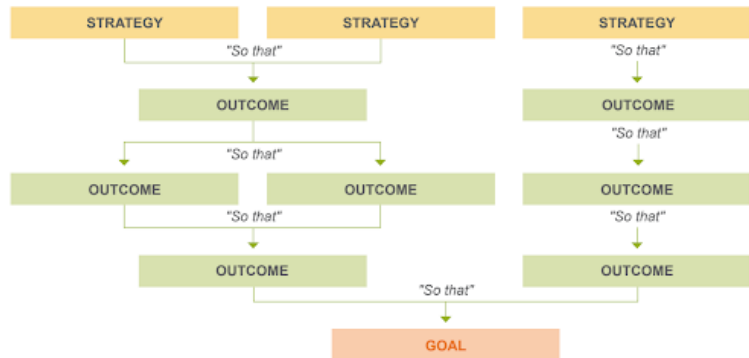 STRATEGY STRATEGY STRATEGY
"So that" "So that"
OUTCOME OUTCOME
"So that" "So that"
OUTCOME OUTCOME OUTCOME
"So that" "So that"
OUTCOME OUTCOME
"So that"
GOAL